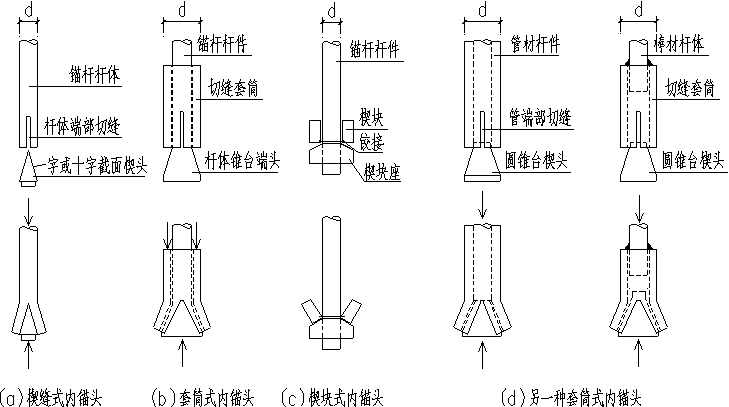 d
d
d
d
d
锚杆杆体
杆体端部切缝
一字或十字截面楔头
锚杆杆件
切缝套筒
杆体锥台端头
锚杆杆件
楔块
铰接
楔块座
管材杆件
管端部切缝
圆锥台楔头
棒材杆体
切缝套筒
圆锥台楔头
(a)楔缝式内锚头
(b)套筒式内锚头
(c)楔块式内锚头
(d)另一种套筒式内锚头